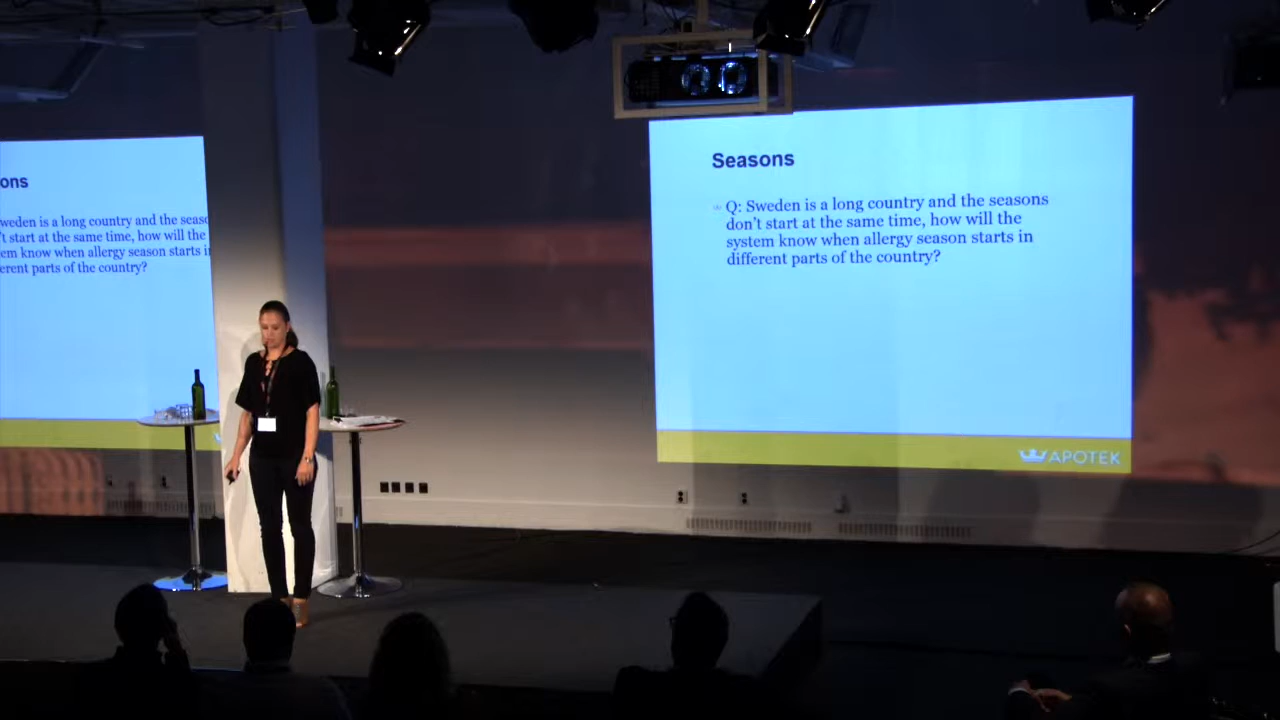 Seasons
Q: Sweden is a long country and the seasons
don't start at the same time, how will the
system know when allergy season starts in
different parts of the country?
APOTEK
ons
weden is a long country and the seaso
't start at the same time, how will the
em know when allergy season starts in
erent parts of the country?